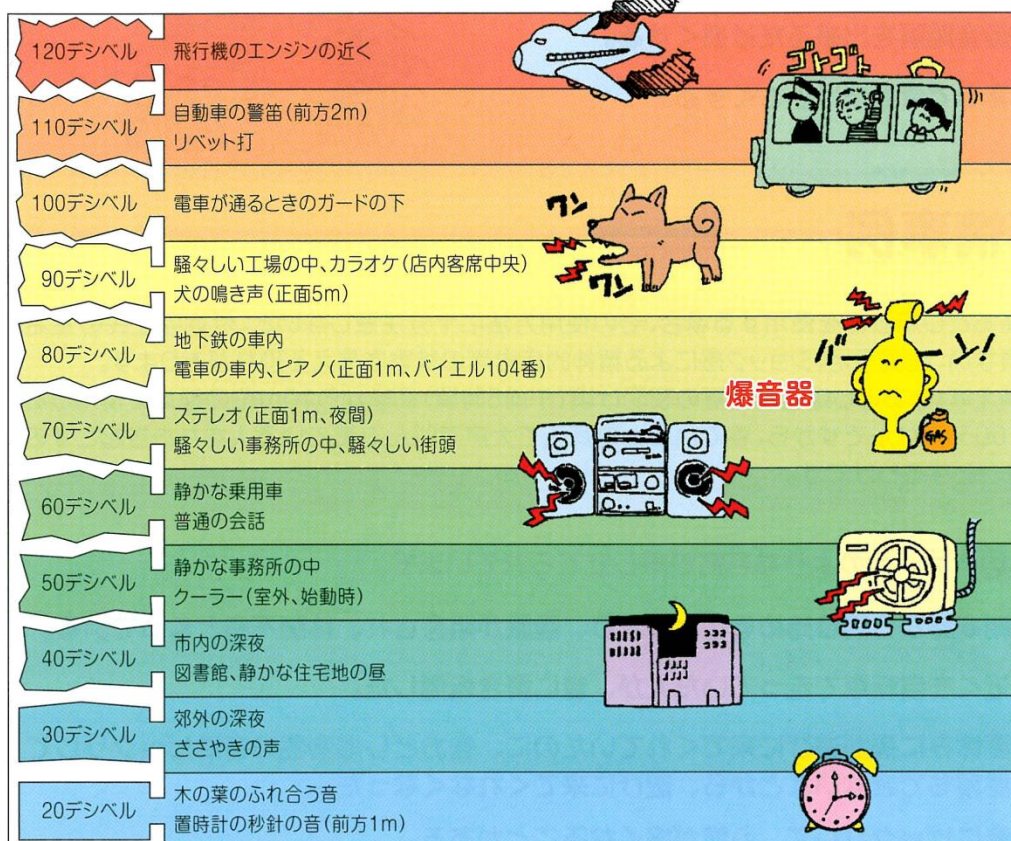 120デシベル
飛行機のエンジンの近く
ゴトゴト
110デシベル
自動車の警笛(前方2m)
リベット打
100デシベル
電車が通るときのガードの下
ワン
ワン
90デシベル
騒々しい工場の中、カラオケ(店内客席中央)
犬の鳴き声(正面5m)
80デシベル
地下鉄の車内
電車の車内、ピアノ(正面1m、バイエル104番)
バーン!
爆音器
GAS
70デシベル
ステレオ(正面1m、夜間)
騒々しい事務所の中、騒々しい街頭
60デシベル
静かな乗用車
普通の会話
50デシベル
静かな事務所の中
クーラー(室外、始動時)
40デシベル
市内の深夜
図書館、静かな住宅地の昼
30デシベル
郊外の深夜
ささやきの声
20デシベル
木の葉のふれ合う音
置時計の秒針の音(前方1m)